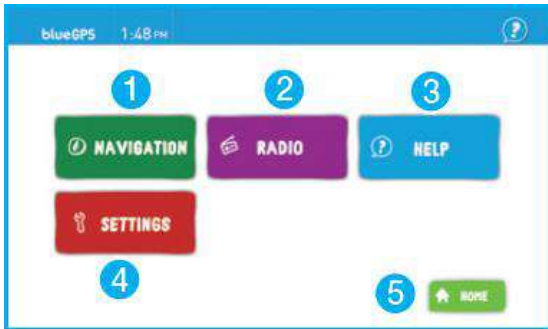 blueGPS 1:48 PM ?
1 2 3
NAVIGATION RADIO ? HELP
SETTINGS
4
5 HOME